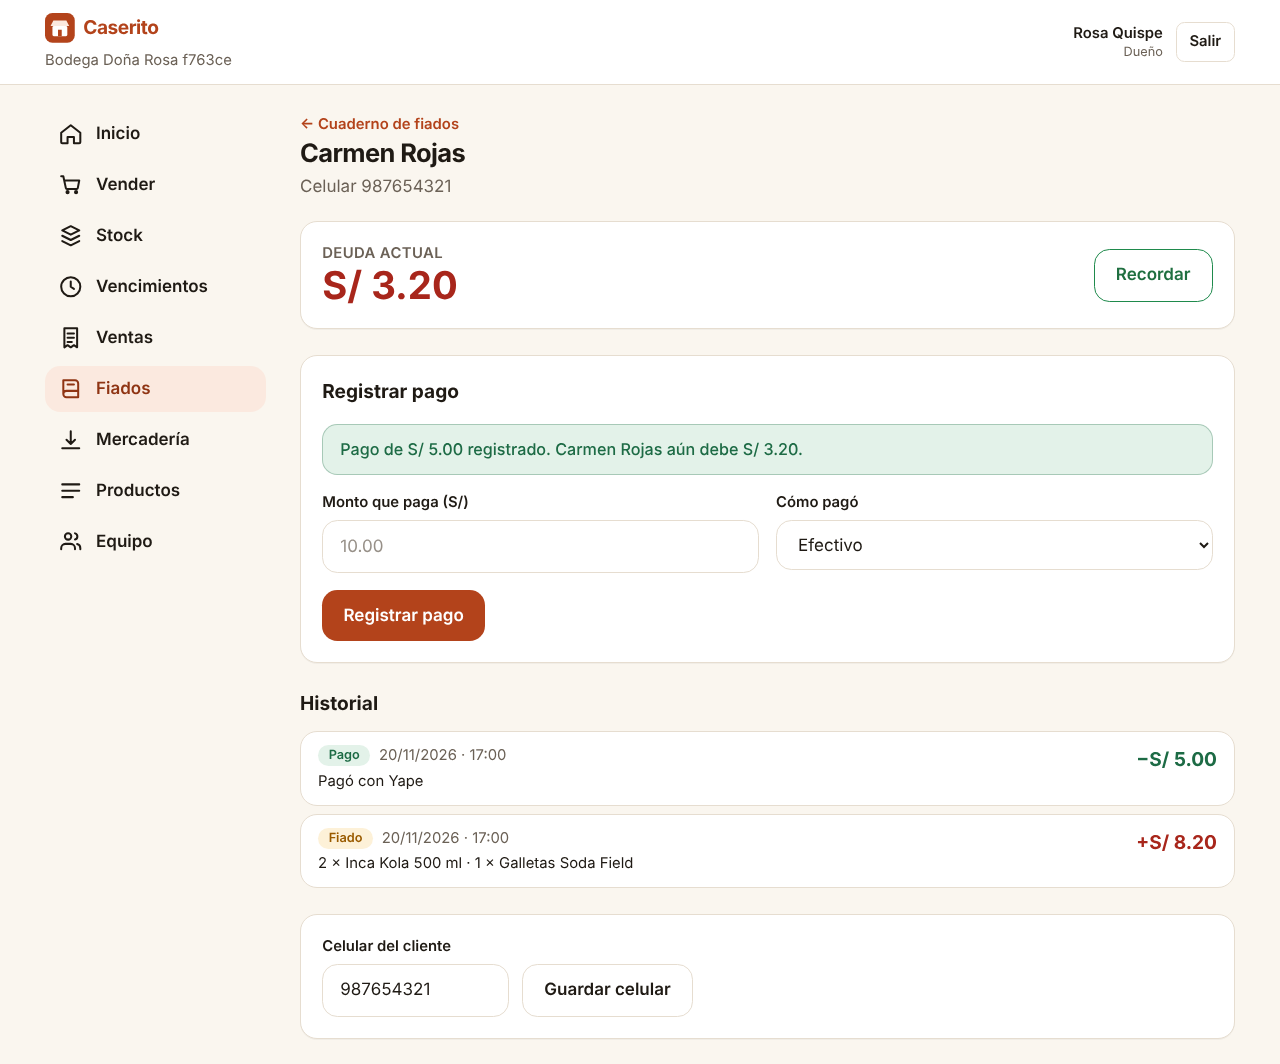 Caserito
Bodega Doña Rosa f763ce
Rosa Quispe
Dueño
Salir
Inicio
Vender
Stock
Vencimientos
Ventas
Fiados
Mercadería
Productos
Equipo
← Cuaderno de fiados
Carmen Rojas
Celular 987654321
DEUDA ACTUAL
S/ 3.20
Recordar
Registrar pago
Pago de S/ 5.00 registrado. Carmen Rojas aún debe S/ 3.20.
Monto que paga (S/)
Cómo pagó
10.00
Efectivo
Registrar pago
Historial
Pago 20/11/2026 · 17:00
−S/ 5.00
Pagó con Yape
Fiado 20/11/2026 · 17:00
+S/ 8.20
2 × Inca Kola 500 ml · 1 × Galletas Soda Field
Celular del cliente
987654321
Guardar celular